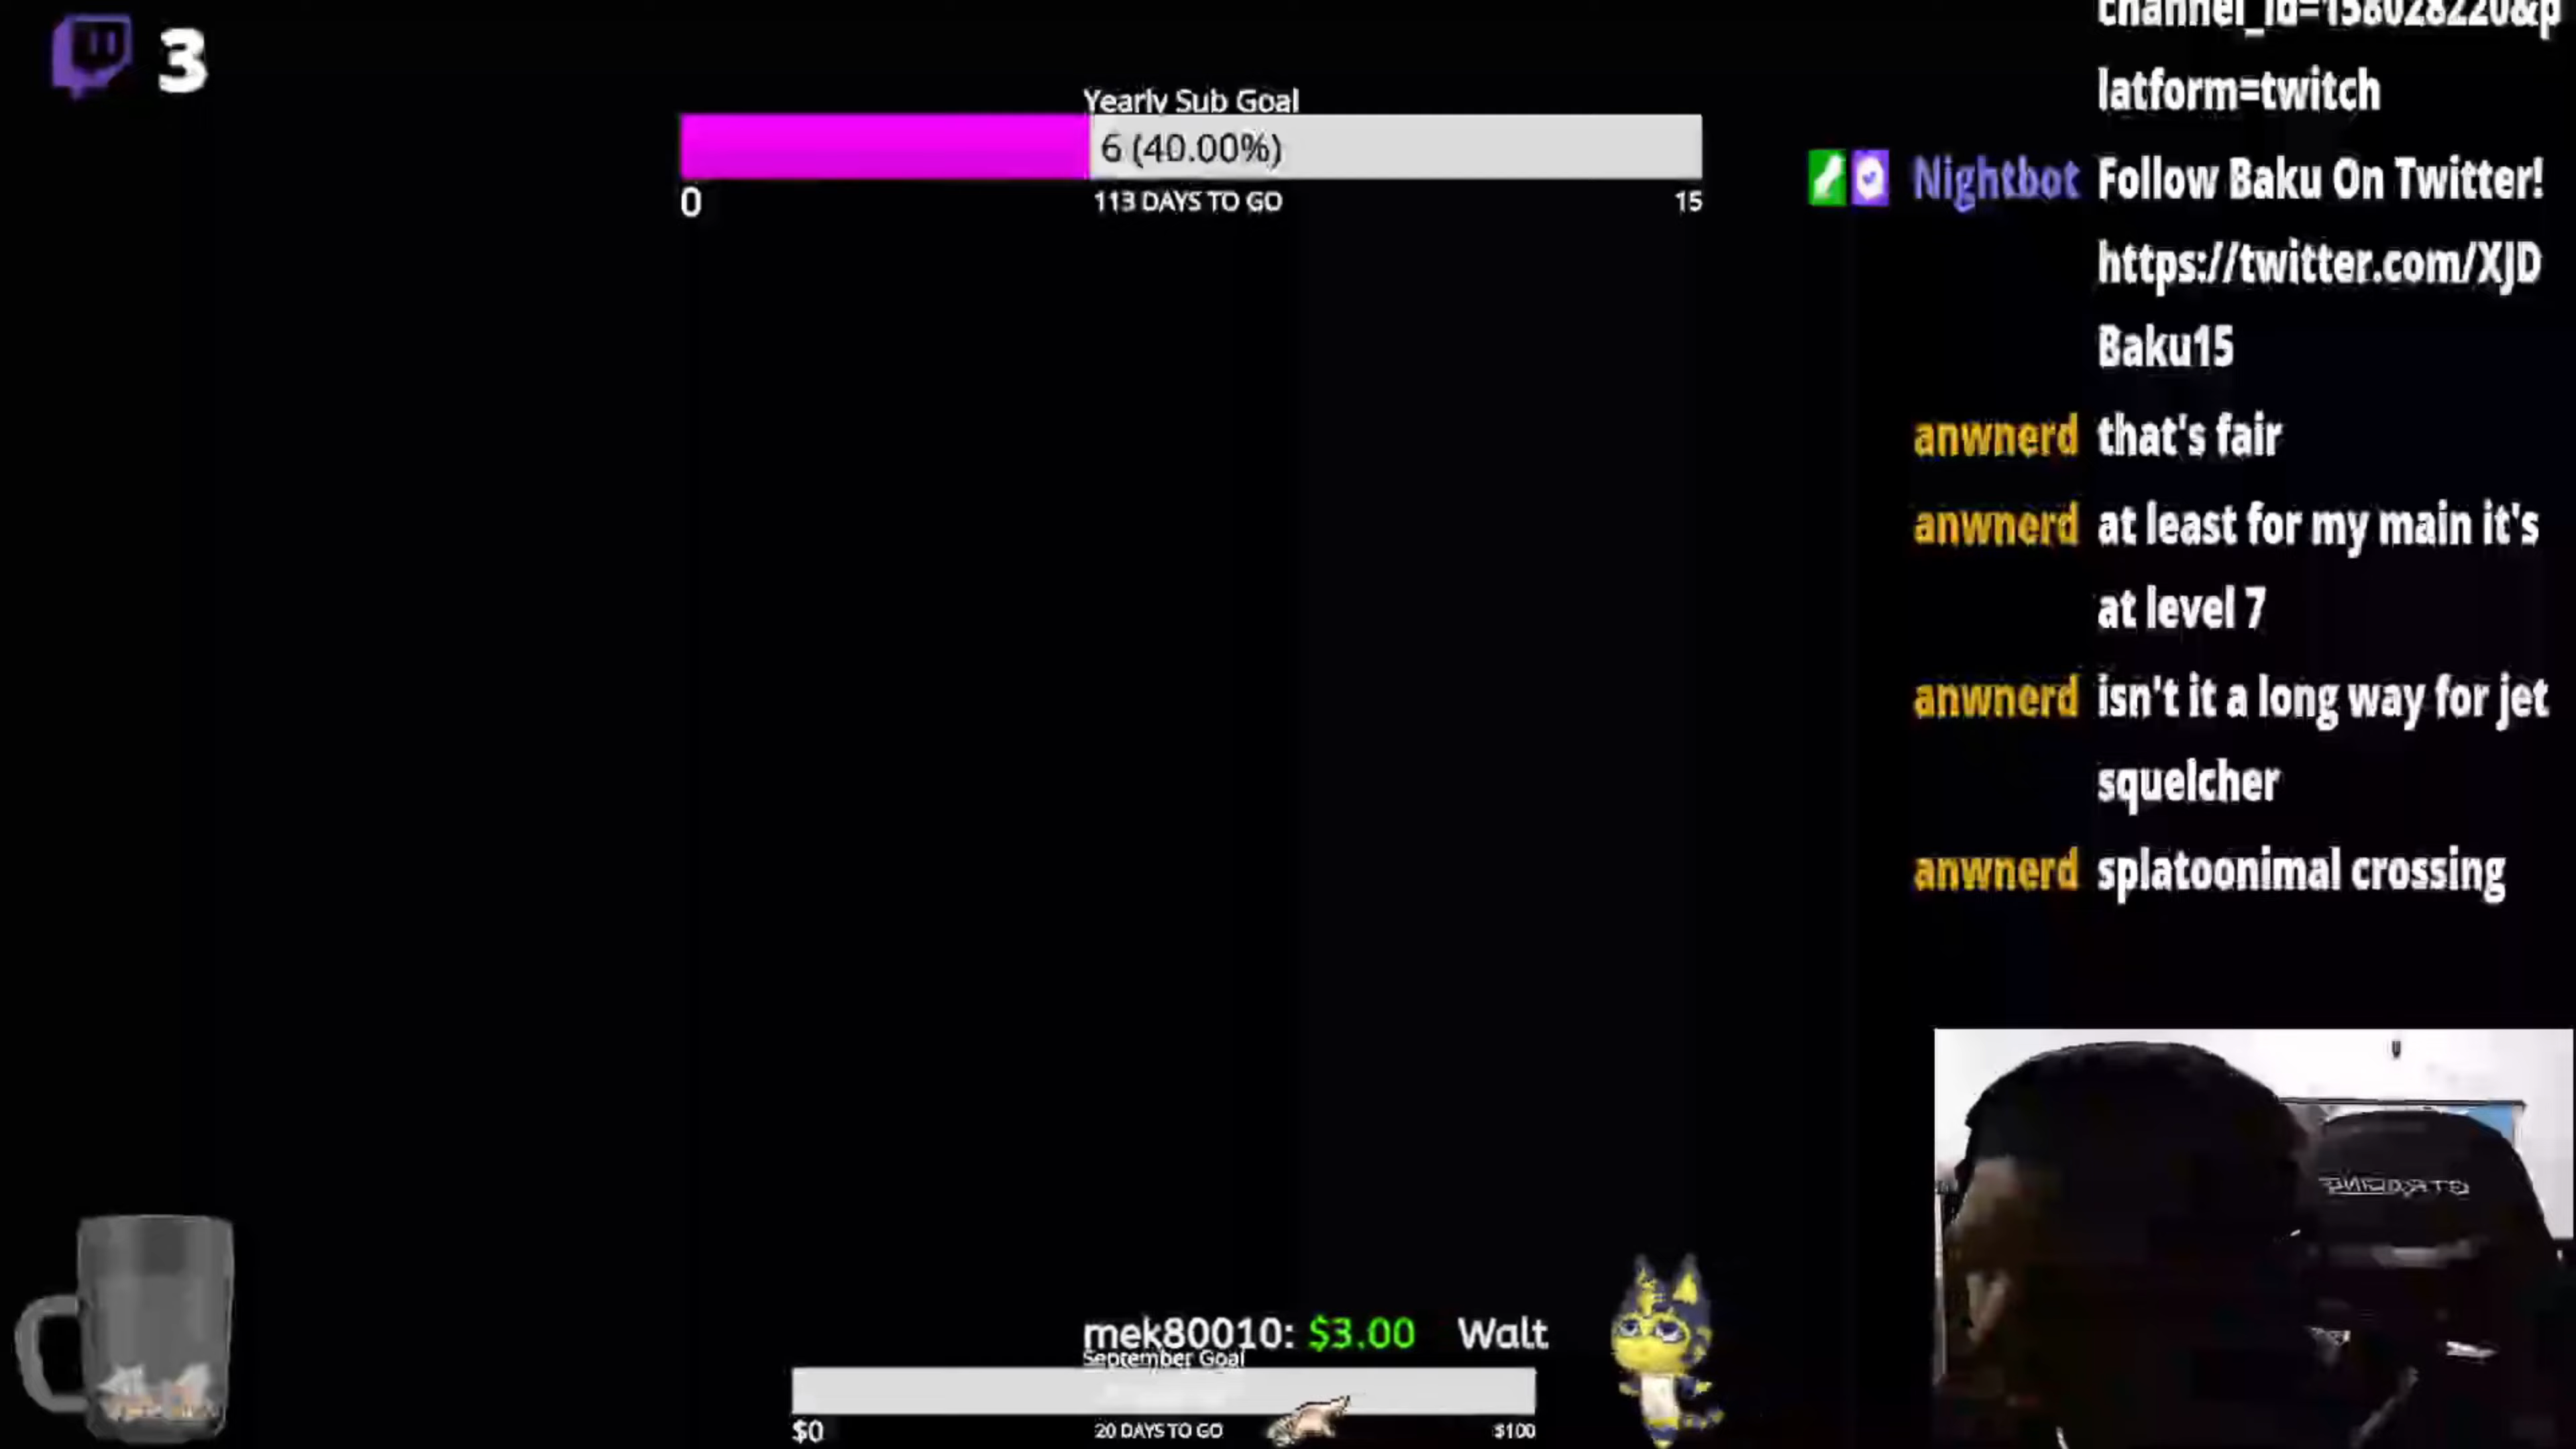 3
Yearly Sub Goal
6 (40.00%)
0
113 DAYS TO GO
15
channel_id=158028220&p
latform=twitch
Nightbot Follow Baku On Twitter!
https://twitter.com/XJD
Baku15
anwnerd that's fair
anwnerd at least for my main it's
at level 7
anwnerd isn't it a long way for jet
squelcher
anwnerd splatoonimal crossing
GTRACING
mek80010: $3.00 Walt
September Goal
$0
20 DAYS TO GO
$100